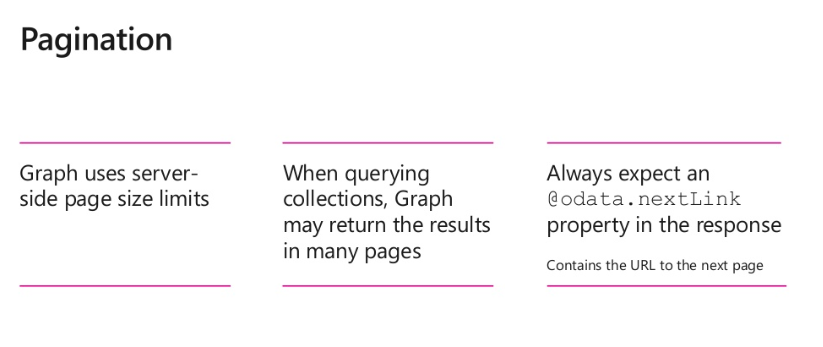 Pagination
Graph uses server-
side page size limits
When querying
collections, Graph
may return the results
in many pages
Always expect an
@odata.nextLink
property in the response
Contains the URL to the next page